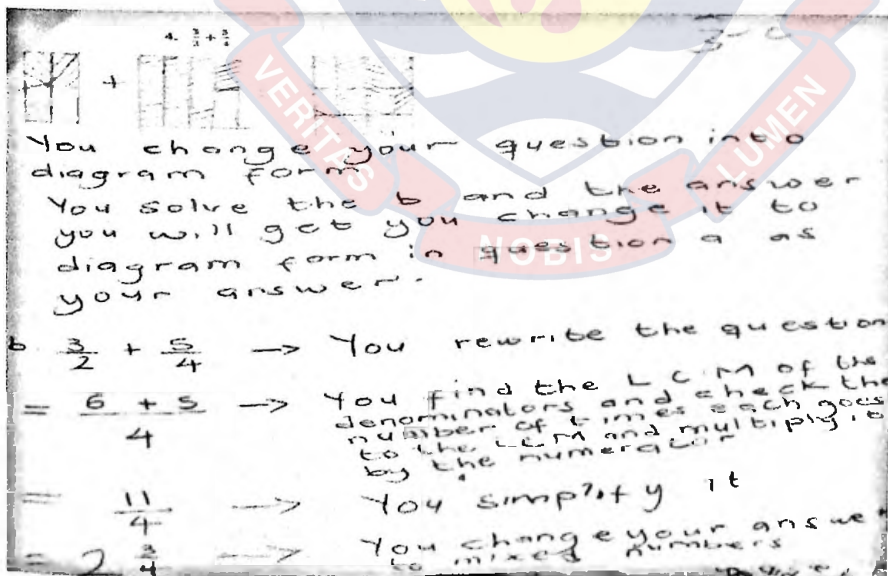 4.
+
You change your question into
diagram form
You solve the b and the answer
you will get you change it to
diagram form in question a as
your answer.
b 3/2 + 5/4 → You rewrite the question
= 6 + 5 / 4 → You find the L C M of the
denominators and check the
number of times each goes
to the LCM and multiply it
by the numerator
= 11/4 → You simplify it
= 2 3/4 → You change your answer
to mixed numbers
VERITAS
NOBIS
LUMEN